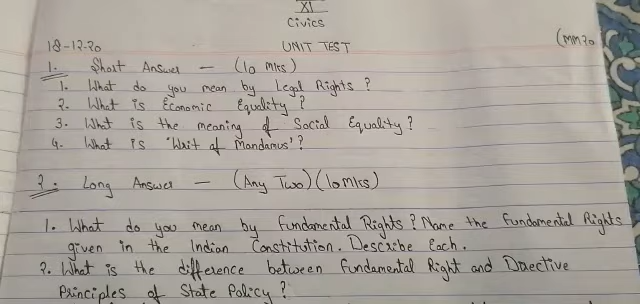 XI
Civics
18-12-20 UNIT TEST (MM20
1. Short Answer — (10 Mks)
1. What do you mean by Legal Rights ?
2. What is Economic Equality ?
3. What is the meaning of Social Equality ?
4. What is 'Writ of Mandamus' ?
2. Long Answer — (Any Two) (10 Mks)
1. What do you mean by Fundamental Rights ? Name the Fundamental Rights
given in the Indian Constitution. Describe Each.
2. What is the difference between Fundamental Right and Directive
Principles of State Policy ?